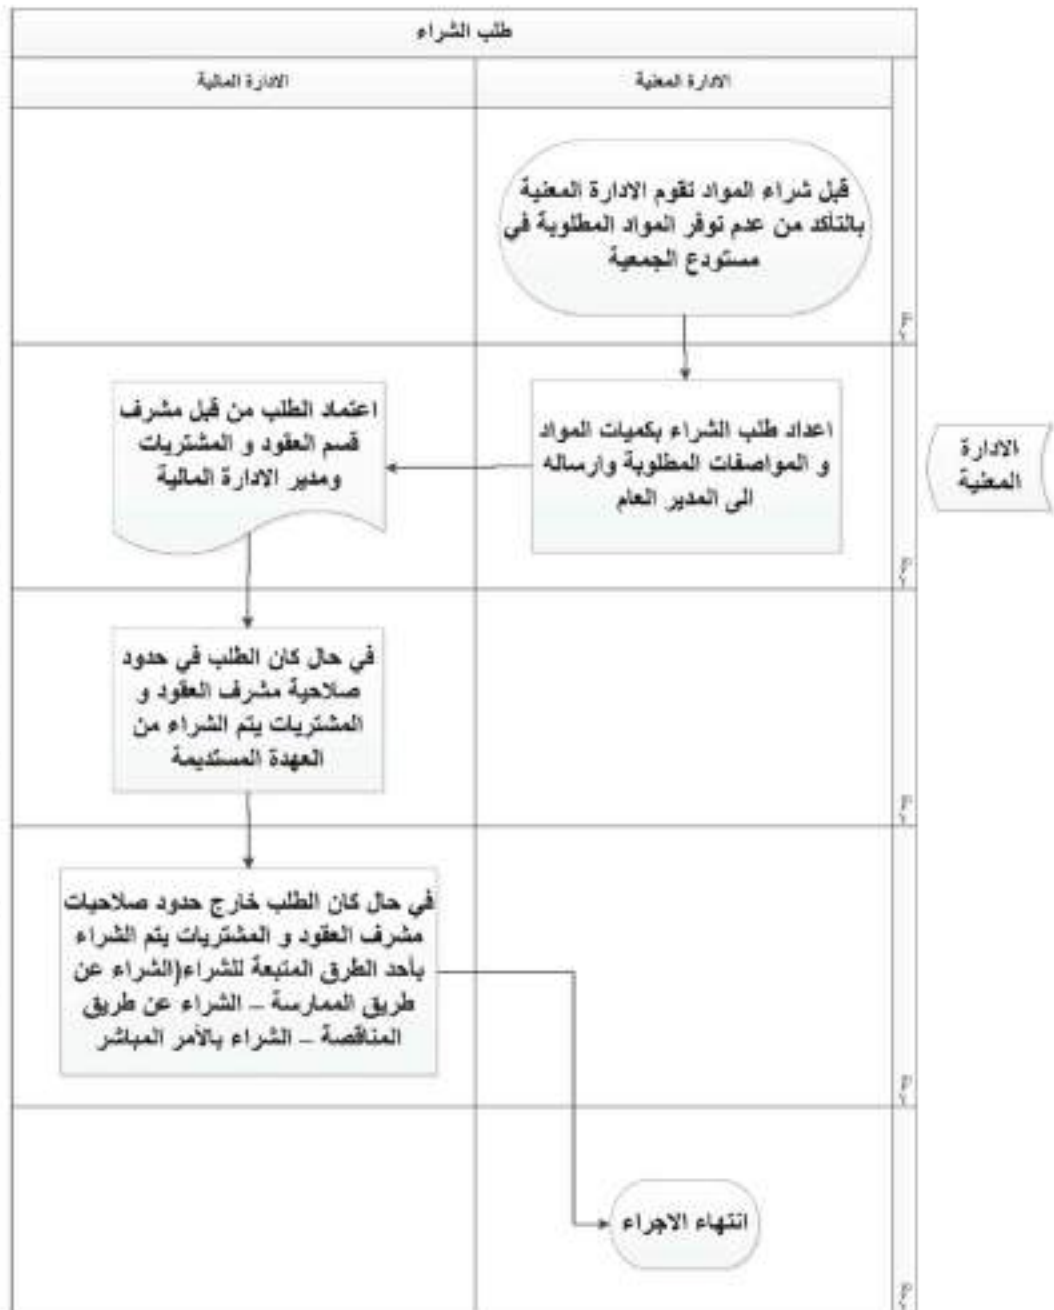 طلب الشراء
الادارة المعنية
الادارة المالية
قبل شراء المواد تقوم الادارة المعنية
بالتأكد من عدم توفر المواد المطلوبة في
مستودع الجمعية
اعداد طلب الشراء بكميات المواد
و المواصفات المطلوبة وارساله
الى المدير العام
اعتماد الطلب من قبل مشرف
قسم العقود و المشتريات
ومدير الادارة المالية
الادارة
المعنية
في حال كان الطلب في حدود
صلاحية مشرف العقود و
المشتريات يتم الشراء من
العهدة المستديمة
في حال كان الطلب خارج حدود صلاحيات
مشرف العقود و المشتريات يتم الشراء
بأحد الطرق المتبعة للشراء(الشراء عن
طريق الممارسة – الشراء عن طريق
المناقصة – الشراء بالأمر المباشر
انتهاء الاجراء